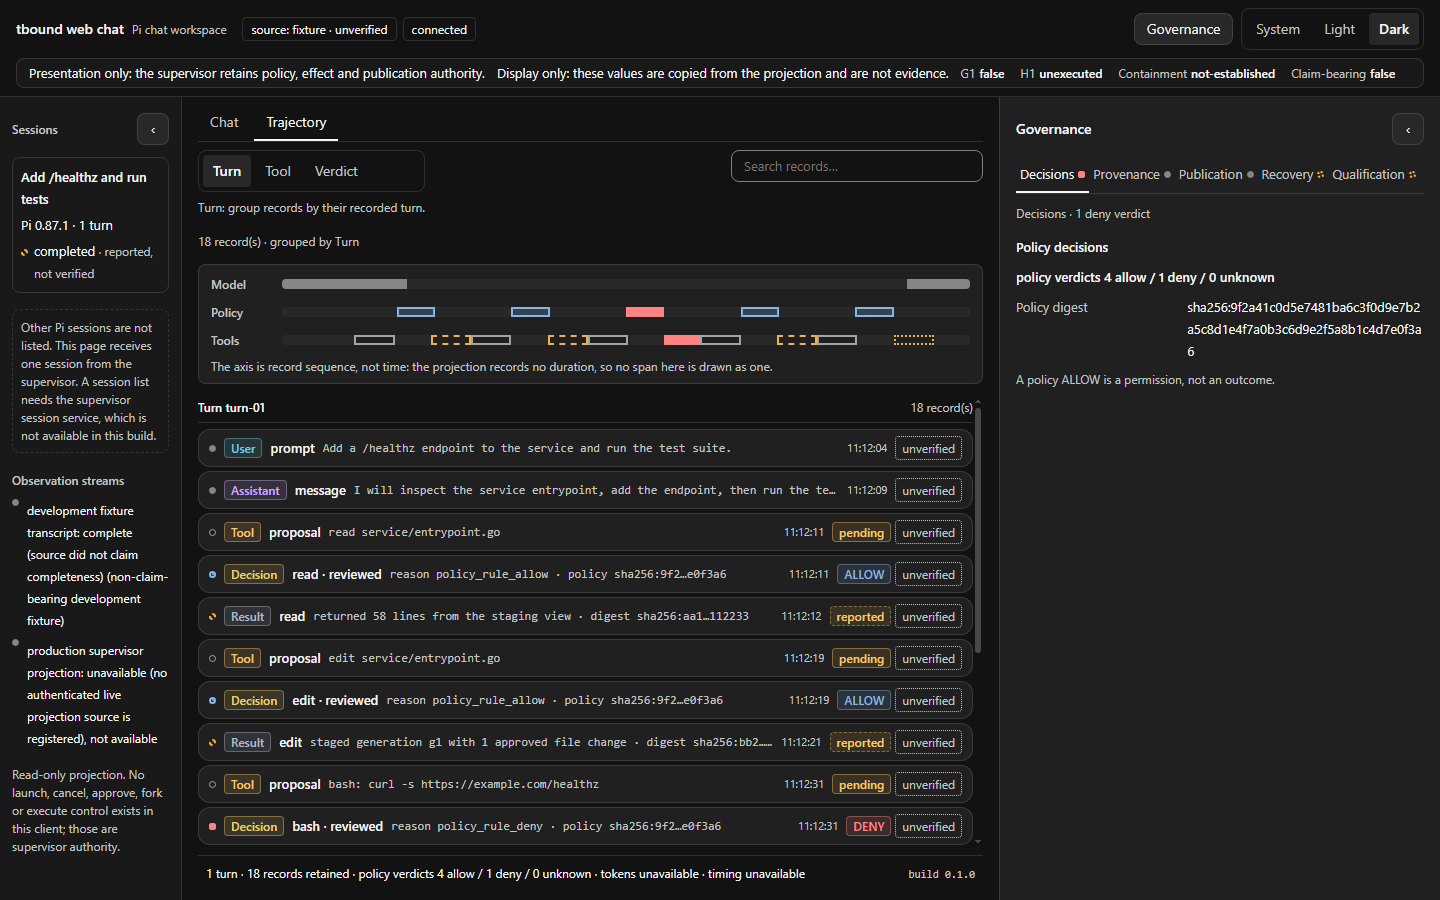 tbound web chat Pi chat workspace source: fixture · unverified connected Governance System Light Dark
Presentation only: the supervisor retains policy, effect and publication authority. Display only: these values are copied from the projection and are not evidence. G1 false H1 unexecuted Containment not-established Claim-bearing false
Sessions
Add /healthz and run
tests
Pi 0.87.1 · 1 turn
completed · reported,
not verified
Other Pi sessions are not
listed. This page receives
one session from the
supervisor. A session list
needs the supervisor
session service, which is
not available in this build.
Observation streams
development fixture
transcript: complete
(source did not claim
completeness) (non-claim-
bearing development
fixture)
production supervisor
projection: unavailable (no
authenticated live
projection source is
registered), not available
Read-only projection. No
launch, cancel, approve, fork
or execute control exists in
this client; those are
supervisor authority.
Chat Trajectory
Turn Tool Verdict Search records...
Turn: group records by their recorded turn.
18 record(s) · grouped by Turn
Model
Policy
Tools
The axis is record sequence, not time: the projection records no duration, so no span here is drawn as one.
Turn turn-01 18 record(s)
User prompt Add a /healthz endpoint to the service and run the test suite. 11:12:04 unverified
Assistant message I will inspect the service entrypoint, add the endpoint, then run the te… 11:12:09 unverified
Tool proposal read service/entrypoint.go 11:12:11 pending unverified
Decision read · reviewed reason policy_rule_allow · policy sha256:9f2…e0f3a6 11:12:11 ALLOW unverified
Result read returned 58 lines from the staging view · digest sha256:aa1…112233 11:12:12 reported unverified
Tool proposal edit service/entrypoint.go 11:12:19 pending unverified
Decision edit · reviewed reason policy_rule_allow · policy sha256:9f2…e0f3a6 11:12:19 ALLOW unverified
Result edit staged generation g1 with 1 approved file change · digest sha256:bb2…… 11:12:21 reported unverified
Tool proposal bash: curl -s https://example.com/healthz 11:12:31 pending unverified
Decision bash · reviewed reason policy_rule_deny · policy sha256:9f2…e0f3a6 11:12:31 DENY unverified
1 turn · 18 records retained · policy verdicts 4 allow / 1 deny / 0 unknown · tokens unavailable · timing unavailable build 0.1.0
Governance
Decisions Provenance Publication Recovery Qualification
Decisions · 1 deny verdict
Policy decisions
policy verdicts 4 allow / 1 deny / 0 unknown
Policy digest sha256:9f2a41c0d5e7481ba6c3f0d9e7b2
a5c8d1e4f7a0b3c6d9e2f5a8b1c4d7e0f3a
6
A policy ALLOW is a permission, not an outcome.